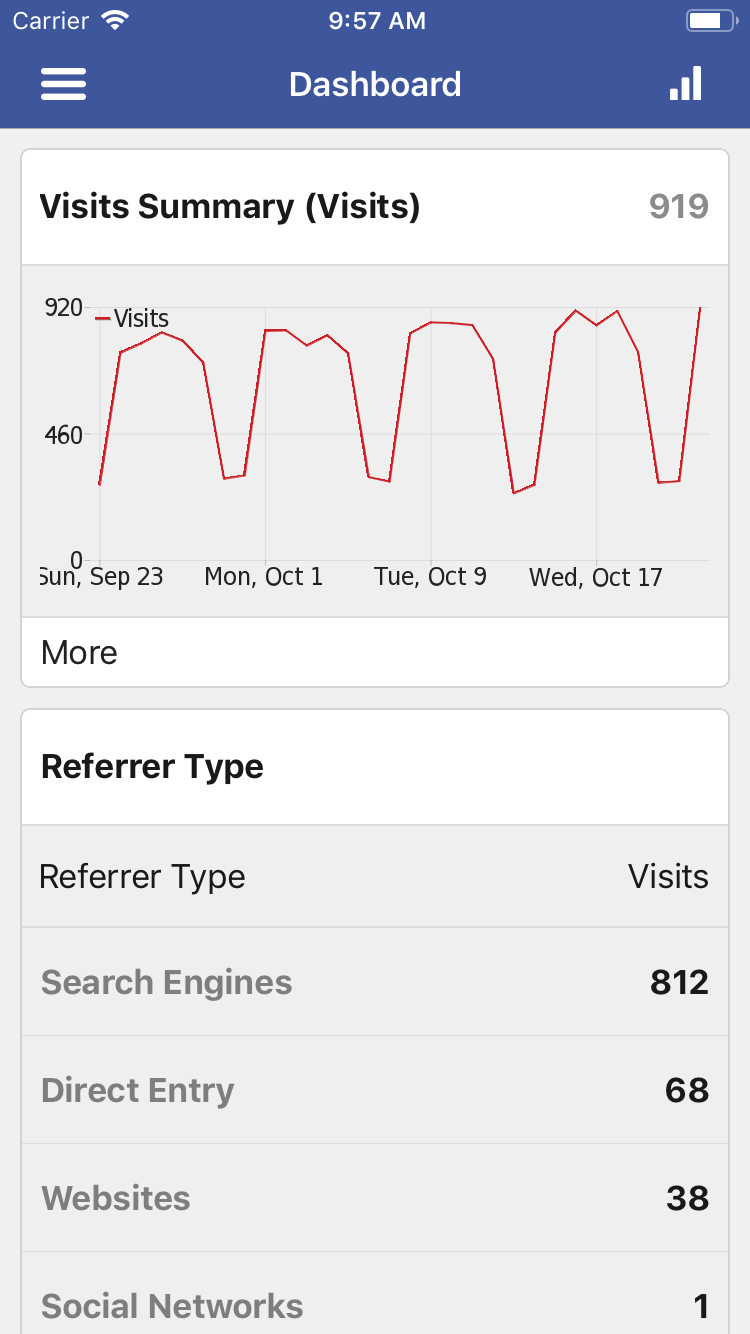 Carrier 9:57 AM
Dashboard
Visits Summary (Visits) 919
920
Visits
460
0
Sun, Sep 23 Mon, Oct 1 Tue, Oct 9 Wed, Oct 17
More
Referrer Type
Referrer Type Visits
Search Engines 812
Direct Entry 68
Websites 38
Social Networks 1